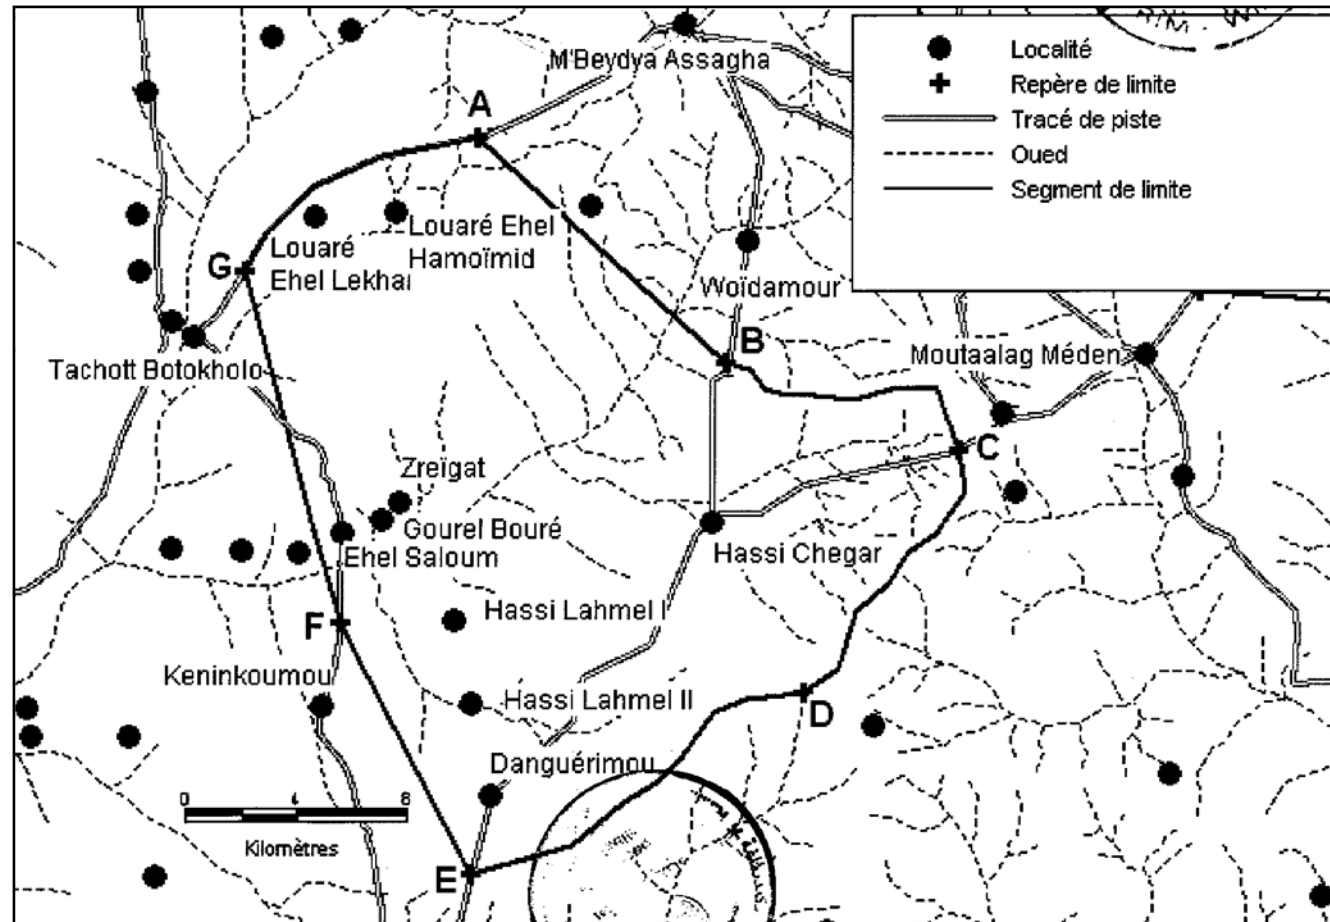 M'Beydya Assagha
Localité
Repère de limite
Tracé de piste
Oued
Segment de limite
A
Louaré Ehel
Hamoïmid
Louaré
Ehel Lekhal
G
Woïdamour
B
Moutaalag Méden
Tachott Botokholo
C
Zreïgat
Gourel Bouré
Ehel Saloum
Hassi Chegar
Hassi Lahmel I
F
Keninkoumou
Hassi Lahmel II
D
Danguérimou
0 4 8
Kilomètres
E